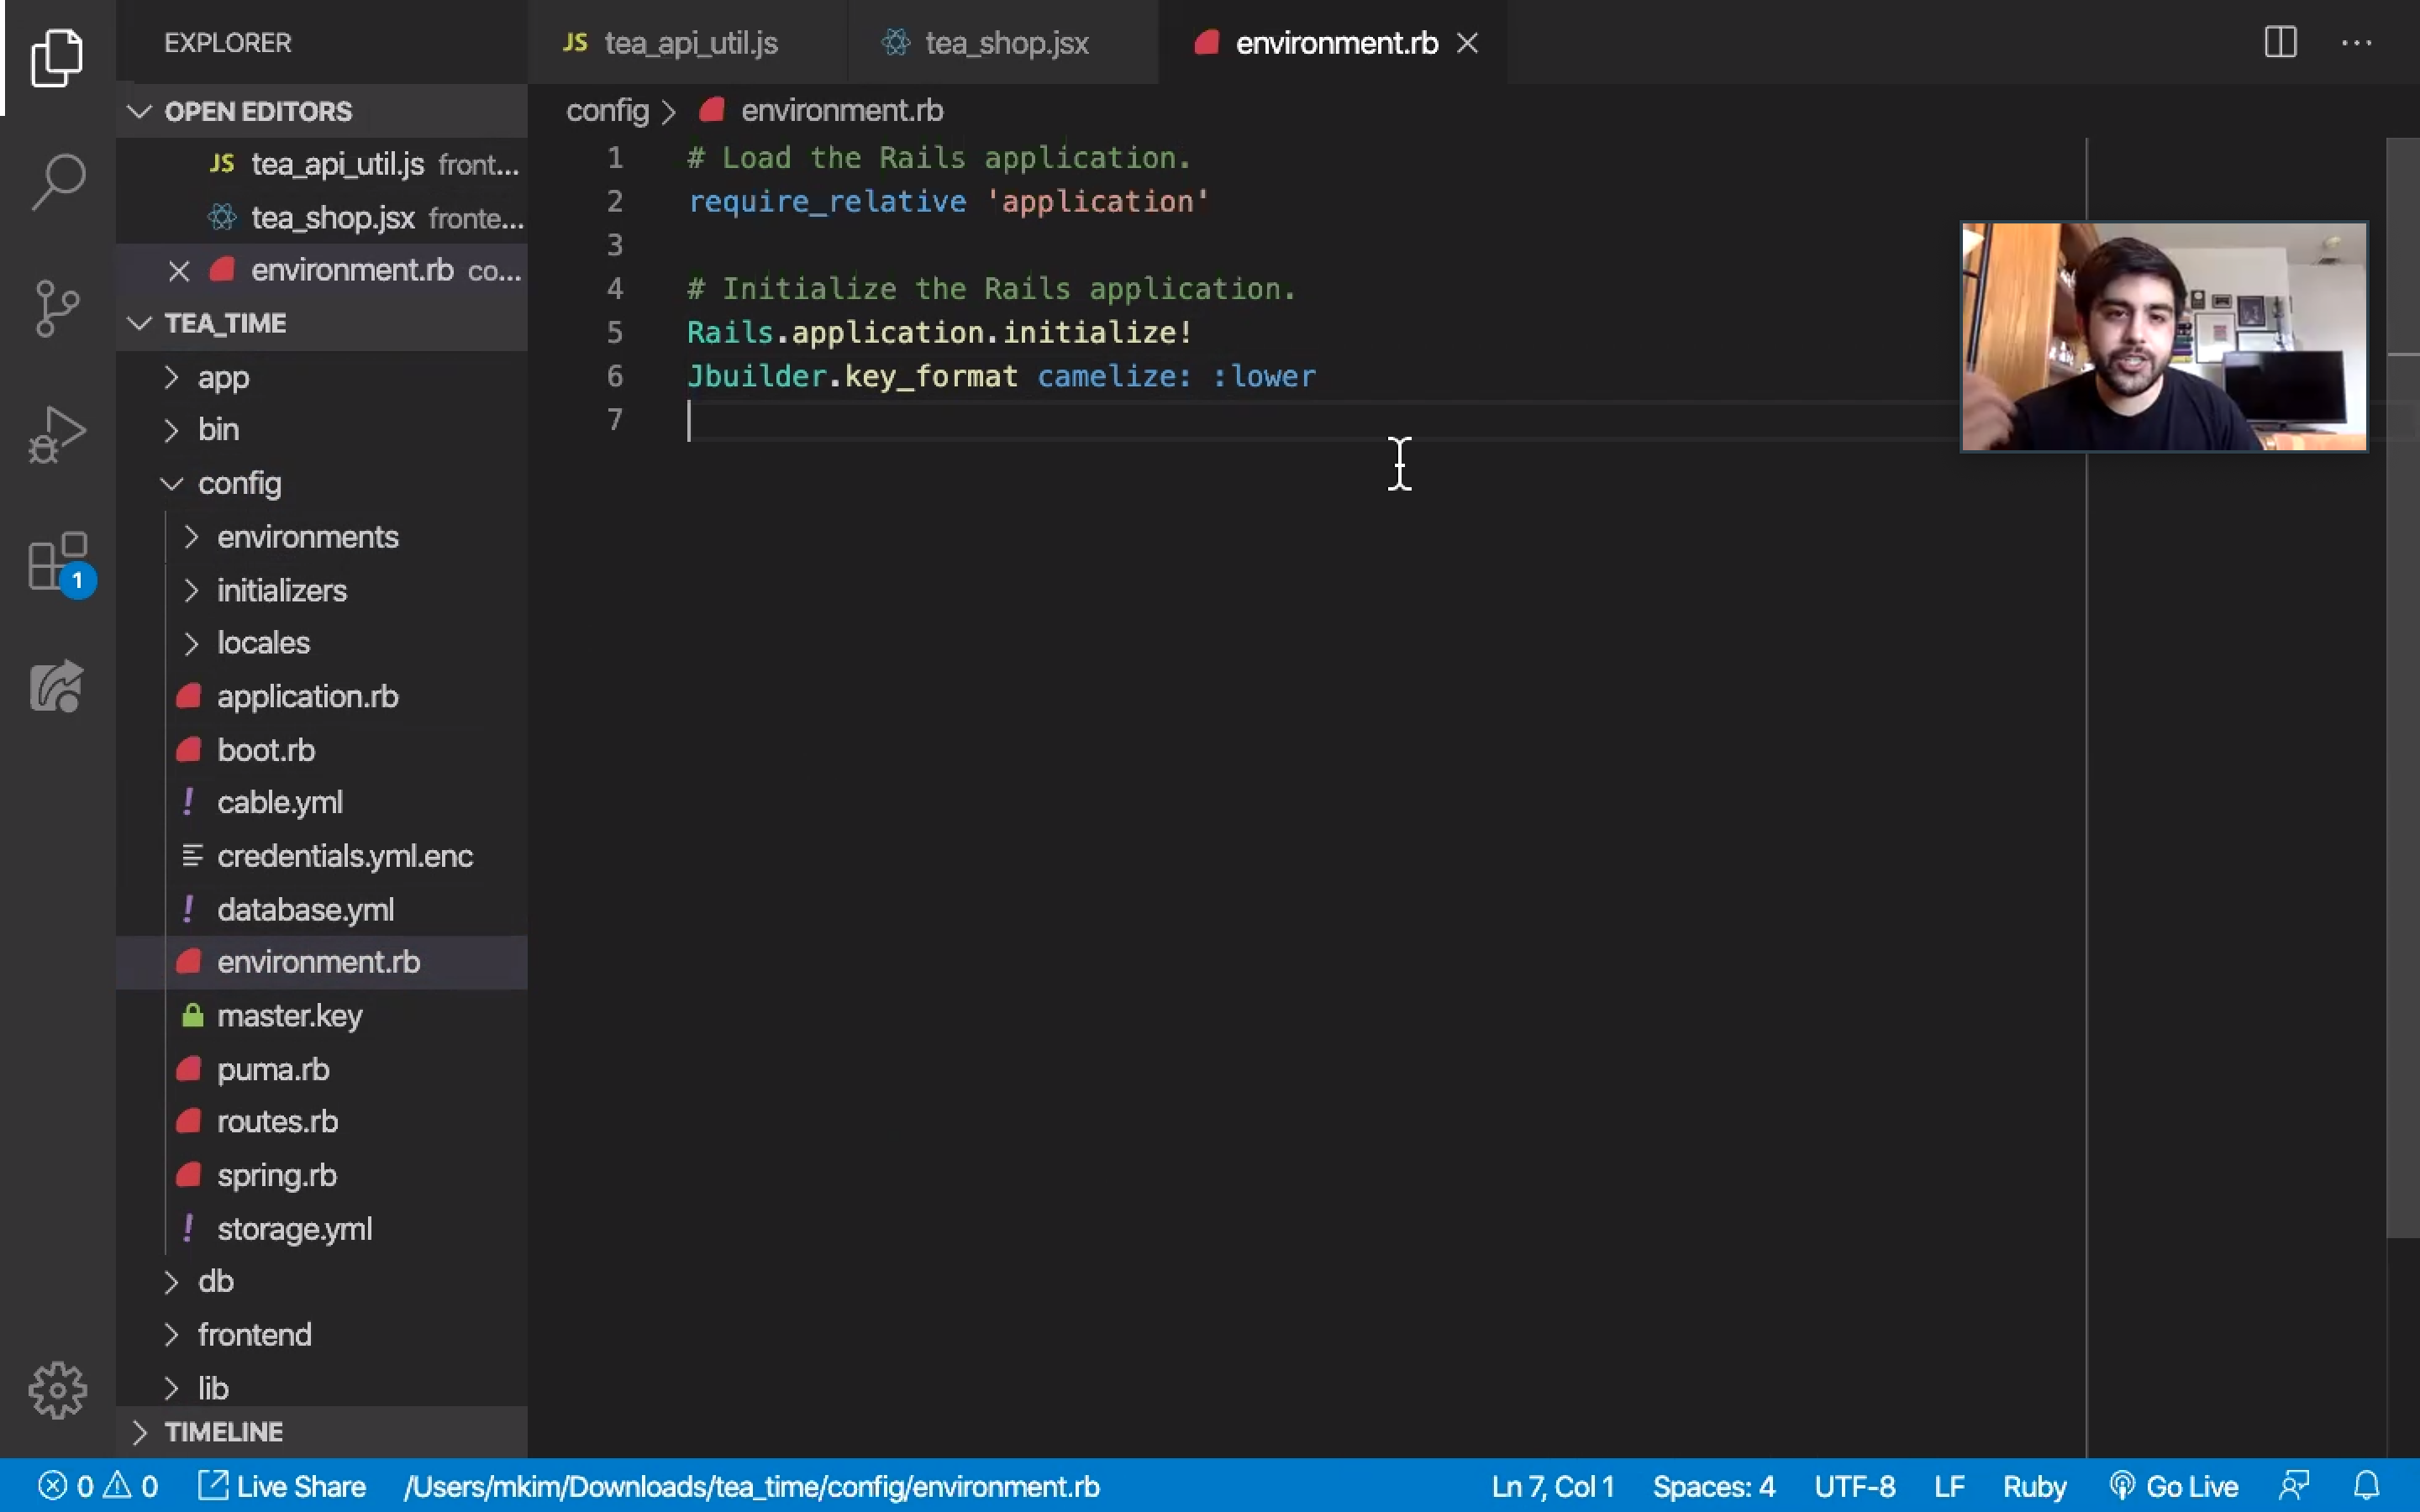 EXPLORER
OPEN EDITORS
JS tea_api_util.js front...
tea_shop.jsx fronte...
environment.rb co...
TEA_TIME
app
bin
config
environments
initializers
locales
application.rb
boot.rb
! cable.yml
credentials.yml.enc
! database.yml
environment.rb
master.key
puma.rb
routes.rb
spring.rb
! storage.yml
db
frontend
lib
TIMELINE
1
JS tea_api_util.js
tea_shop.jsx
environment.rb
config > environment.rb
1 # Load the Rails application.
2 require_relative 'application'
3
4 # Initialize the Rails application.
5 Rails.application.initialize!
6 Jbuilder.key_format camelize: :lower
7
0 0 Live Share /Users/mkim/Downloads/tea_time/config/environment.rb Ln 7, Col 1 Spaces: 4 UTF-8 LF Ruby Go Live